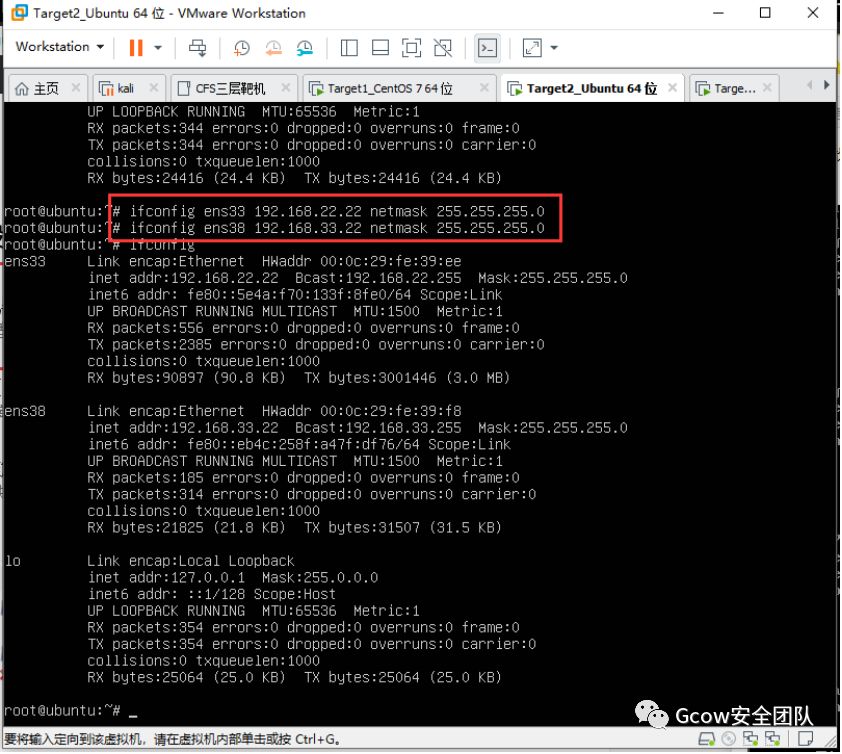 Target2_Ubuntu 64 位 - VMware Workstation
Workstation
主页
kali
CFS三层靶机
Target1_CentOS 7 64 位
Target2_Ubuntu 64 位
Targe...
UP LOOPBACK RUNNING MTU:65536 Metric:1
RX packets:344 errors:0 dropped:0 overruns:0 frame:0
TX packets:344 errors:0 dropped:0 overruns:0 carrier:0
collisions:0 txqueuelen:1000
RX bytes:24416 (24.4 KB) TX bytes:24416 (24.4 KB)
root@ubuntu:~# ifconfig ens33 192.168.22.22 netmask 255.255.255.0
root@ubuntu:~# ifconfig ens38 192.168.33.22 netmask 255.255.255.0
root@ubuntu:~# ifconfig
ens33 Link encap:Ethernet HWaddr 00:0c:29:fe:39:ee
inet addr:192.168.22.22 Bcast:192.168.22.255 Mask:255.255.255.0
inet6 addr: fe80::5e4a:f70:133f:8fe0/64 Scope:Link
UP BROADCAST RUNNING MULTICAST MTU:1500 Metric:1
RX packets:556 errors:0 dropped:0 overruns:0 frame:0
TX packets:2385 errors:0 dropped:0 overruns:0 carrier:0
collisions:0 txqueuelen:1000
RX bytes:90897 (90.8 KB) TX bytes:3001446 (3.0 MB)
ens38 Link encap:Ethernet HWaddr 00:0c:29:fe:39:f8
inet addr:192.168.33.22 Bcast:192.168.33.255 Mask:255.255.255.0
inet6 addr: fe80::eb4c:258f:a47f:df76/64 Scope:Link
UP BROADCAST RUNNING MULTICAST MTU:1500 Metric:1
RX packets:185 errors:0 dropped:0 overruns:0 frame:0
TX packets:314 errors:0 dropped:0 overruns:0 carrier:0
collisions:0 txqueuelen:1000
RX bytes:21825 (21.8 KB) TX bytes:31507 (31.5 KB)
lo Link encap:Local Loopback
inet addr:127.0.0.1 Mask:255.0.0.0
inet6 addr: ::1/128 Scope:Host
UP LOOPBACK RUNNING MTU:65536 Metric:1
RX packets:354 errors:0 dropped:0 overruns:0 frame:0
TX packets:354 errors:0 dropped:0 overruns:0 carrier:0
collisions:0 txqueuelen:1000
RX bytes:25064 (25.0 KB) TX bytes:25064 (25.0 KB)
root@ubuntu:~# _
Gcow安全团队
要将输入定向到该虚拟机，请在虚拟机内部单击或按 Ctrl+G。